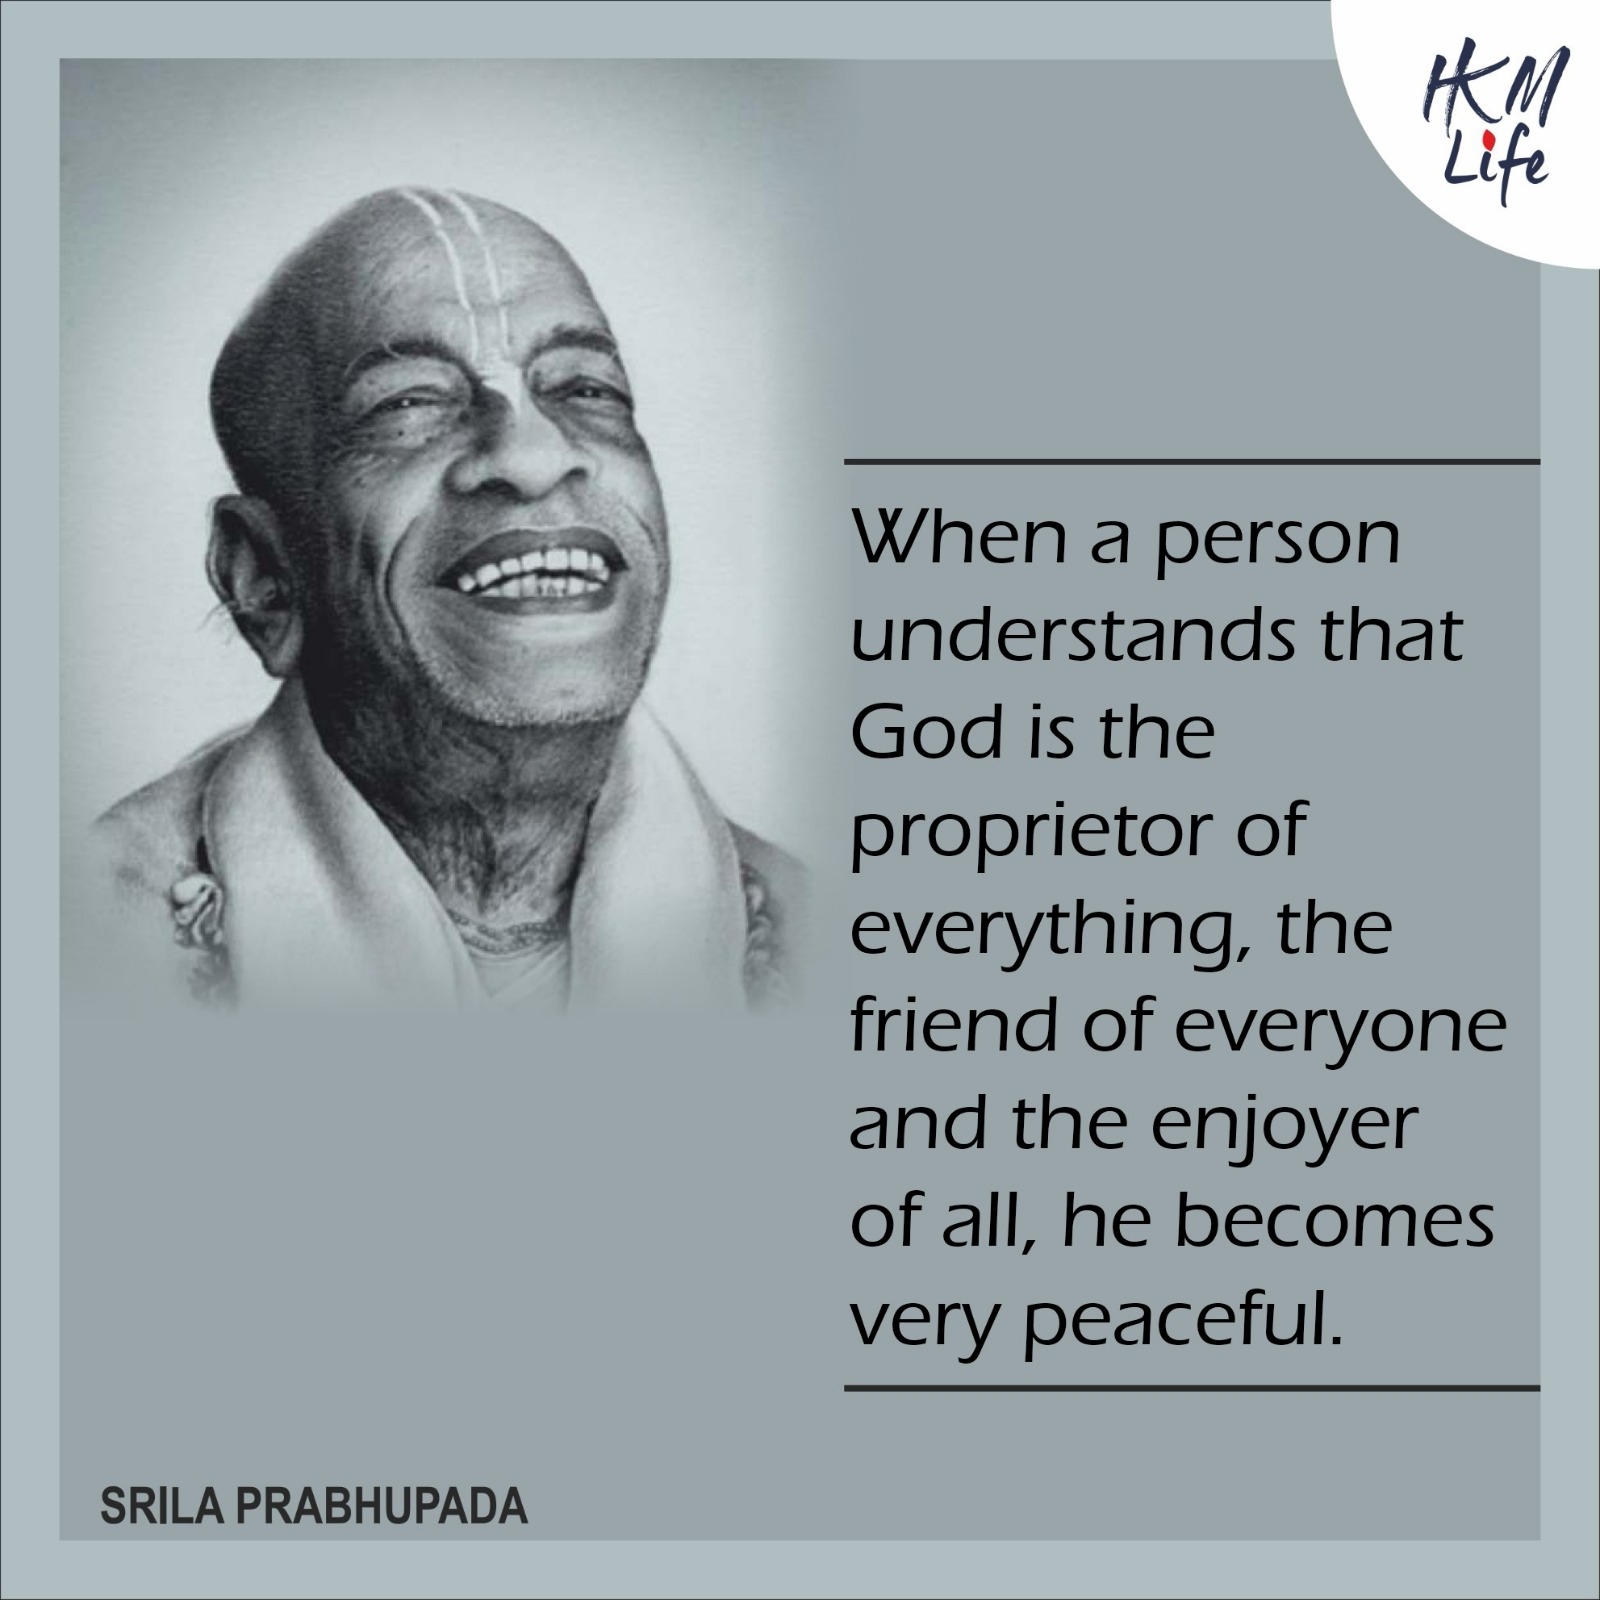 HKM
Life
When a person
understands that
God is the
proprietor of
everything, the
friend of everyone
and the enjoyer
of all, he becomes
very peaceful.
SRILA PRABHUPADA